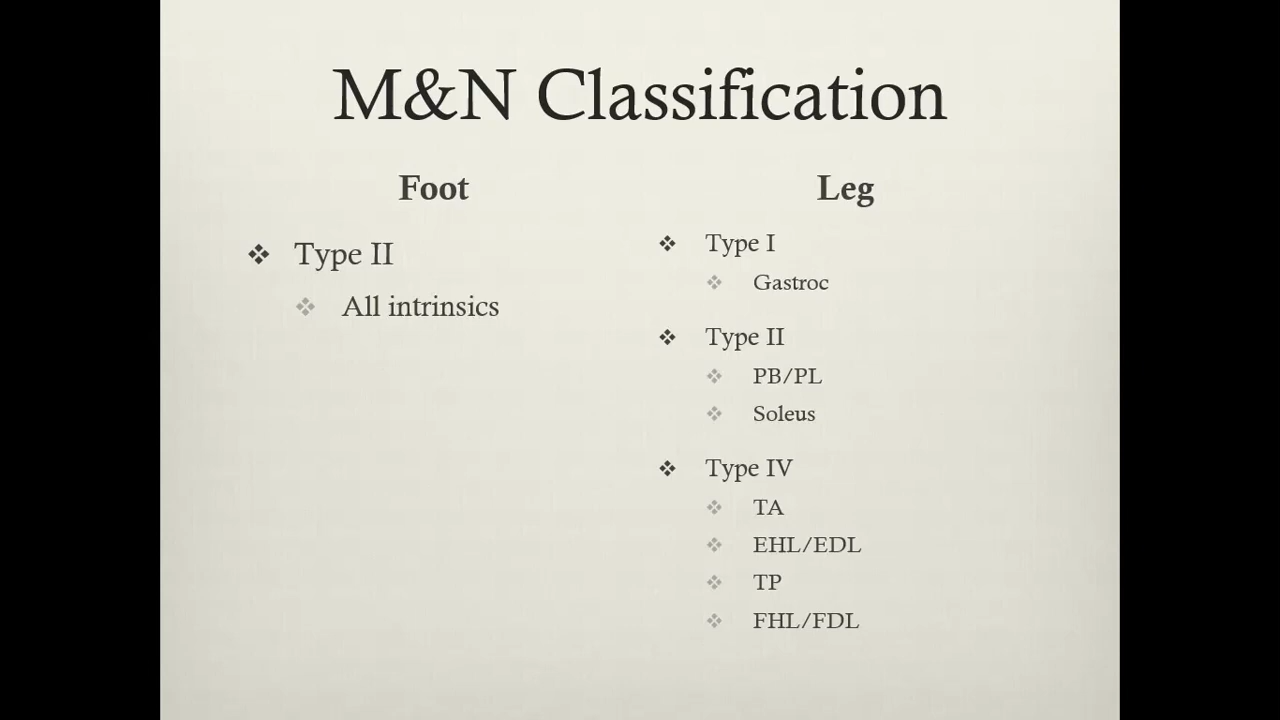 M&N Classification
Foot
Type II
All intrinsics
Leg
Type I
Gastroc
Type II
PB/PL
Soleus
Type IV
TA
EHL/EDL
TP
FHL/FDL